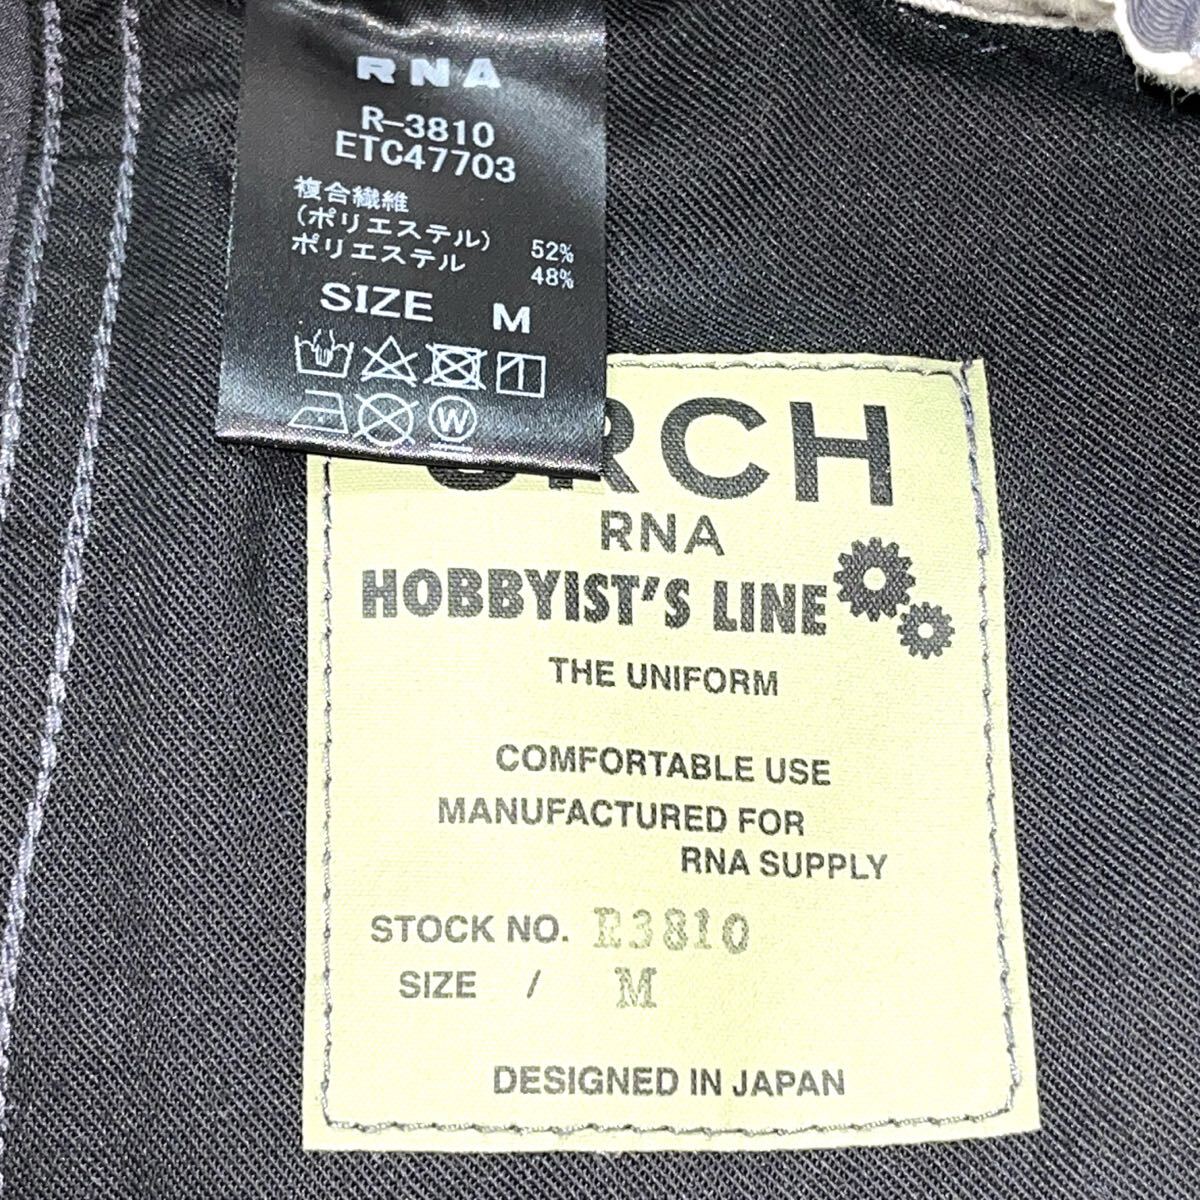 RNA
R-3810
ETC47703
複合繊維
(ポリエステル) 52%
ポリエステル 48%
SIZE M
W
RCH
RNA
HOBBYIST'S LINE
THE UNIFORM
COMFORTABLE USE
MANUFACTURED FOR
RNA SUPPLY
STOCK NO. R3810
SIZE / M
DESIGNED IN JAPAN